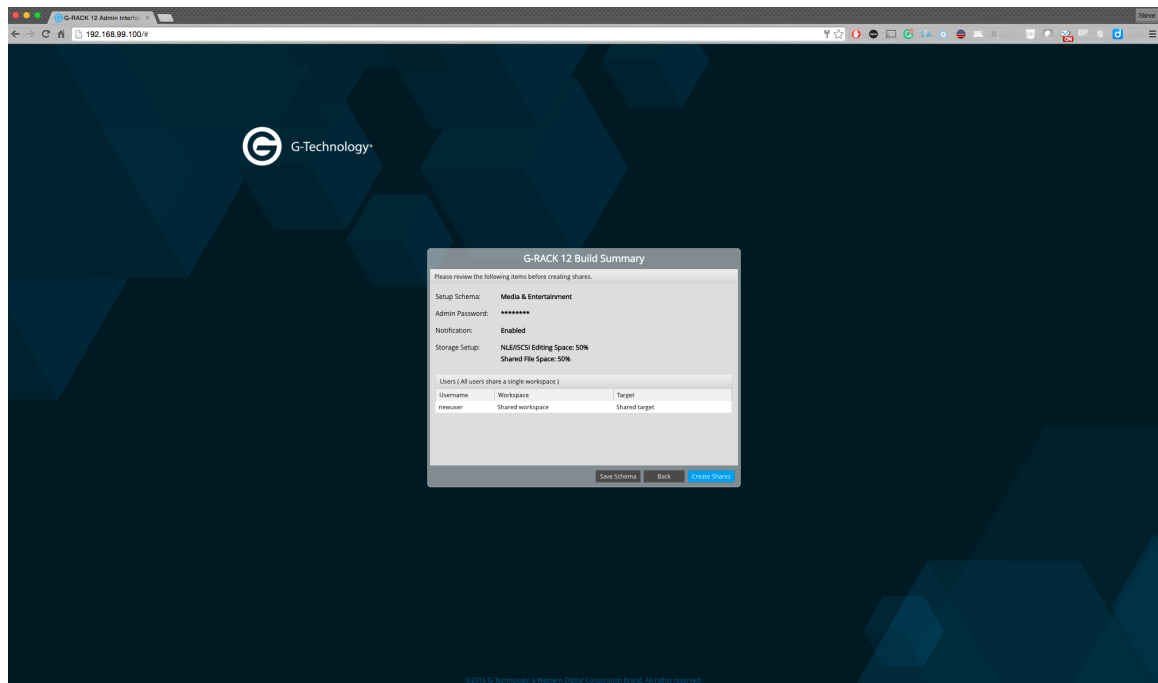 G-RACK 12 Admin Interfac
Steve
192.168.99.100/#
G-Technology®
G-RACK 12 Build Summary
Please review the following items before creating shares.
Setup Schema: Media & Entertainment
Admin Password: ********
Notification: Enabled
Storage Setup: NLE/iSCSI Editing Space: 50%
Shared File Space: 50%
Users ( All users share a single workspace )
Username Workspace Target
newuser Shared workspace Shared target
Save Schema Back Create Shares
©2016 G-Technology, a Western Digital Corporation brand. All rights reserved.